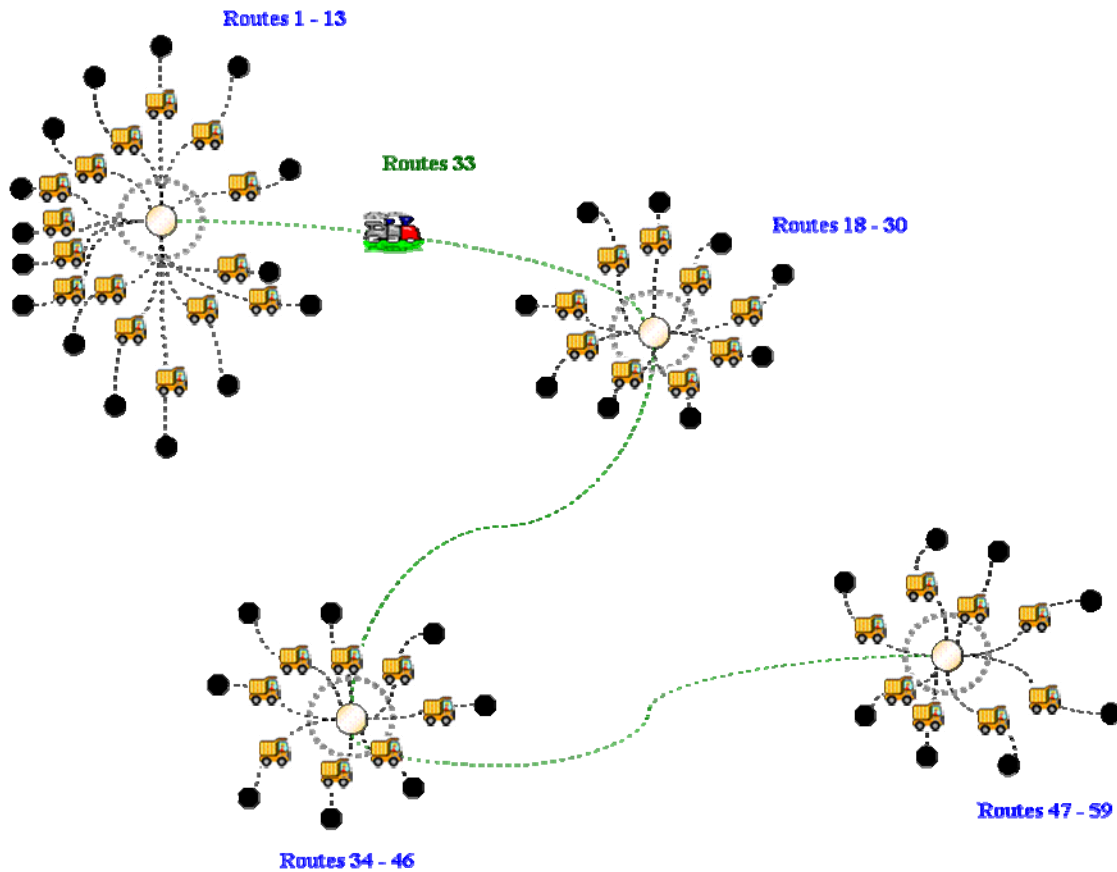 Routes 1 - 13
Routes 33
Routes 18 - 30
Routes 47 - 59
Routes 34 - 46